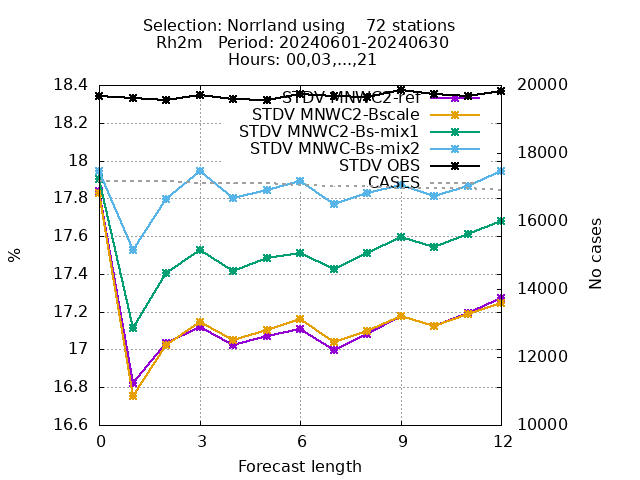 Selection: Norrland using    72 stations
Rh2m   Period: 20240601-20240630
Hours: 00,03,...,21
STDV MNWC2-ref
STDV MNWC2-Bscale
STDV MNWC2-Bs-mix1
STDV MNWC-Bs-mix2
STDV OBS
CASES
18.4
18.2
18
17.8
17.6
17.4
17.2
17
16.8
16.6
%
20000
18000
16000
14000
12000
10000
No cases
0 3 6 9 12
Forecast length